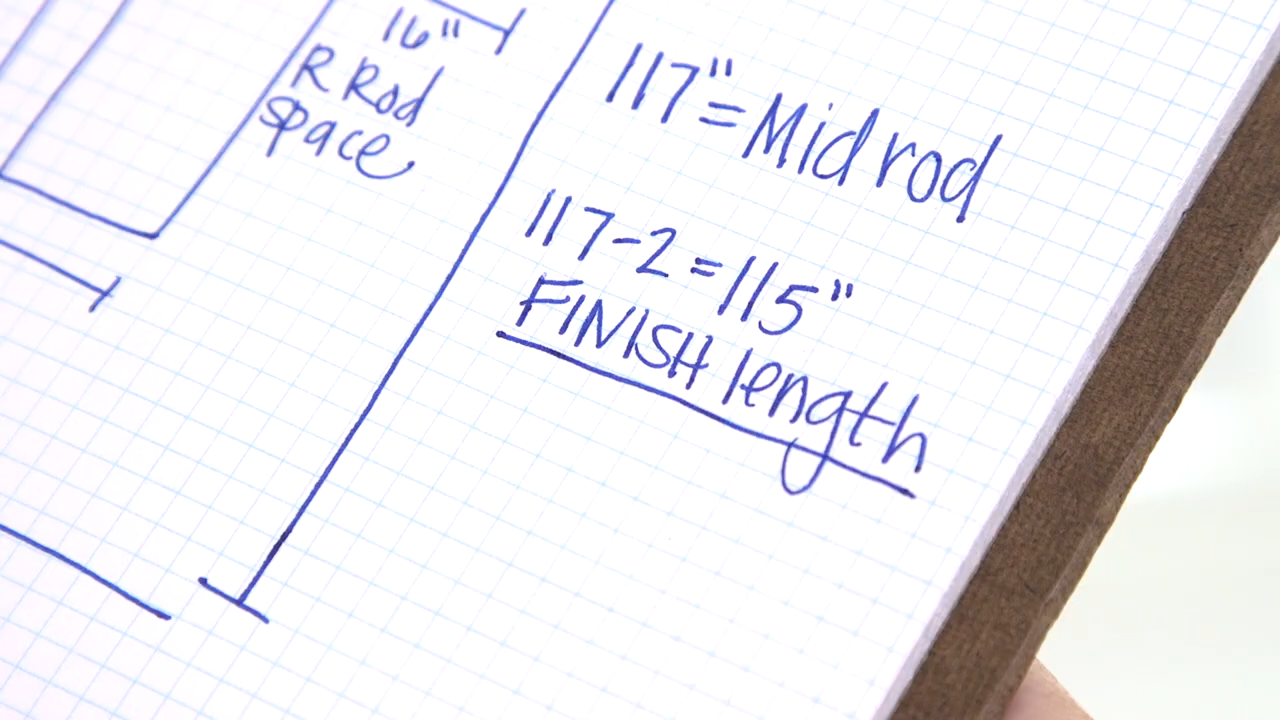 16"
R Rod
space
117" = Mid rod
117-2 = 115"
FINISH length